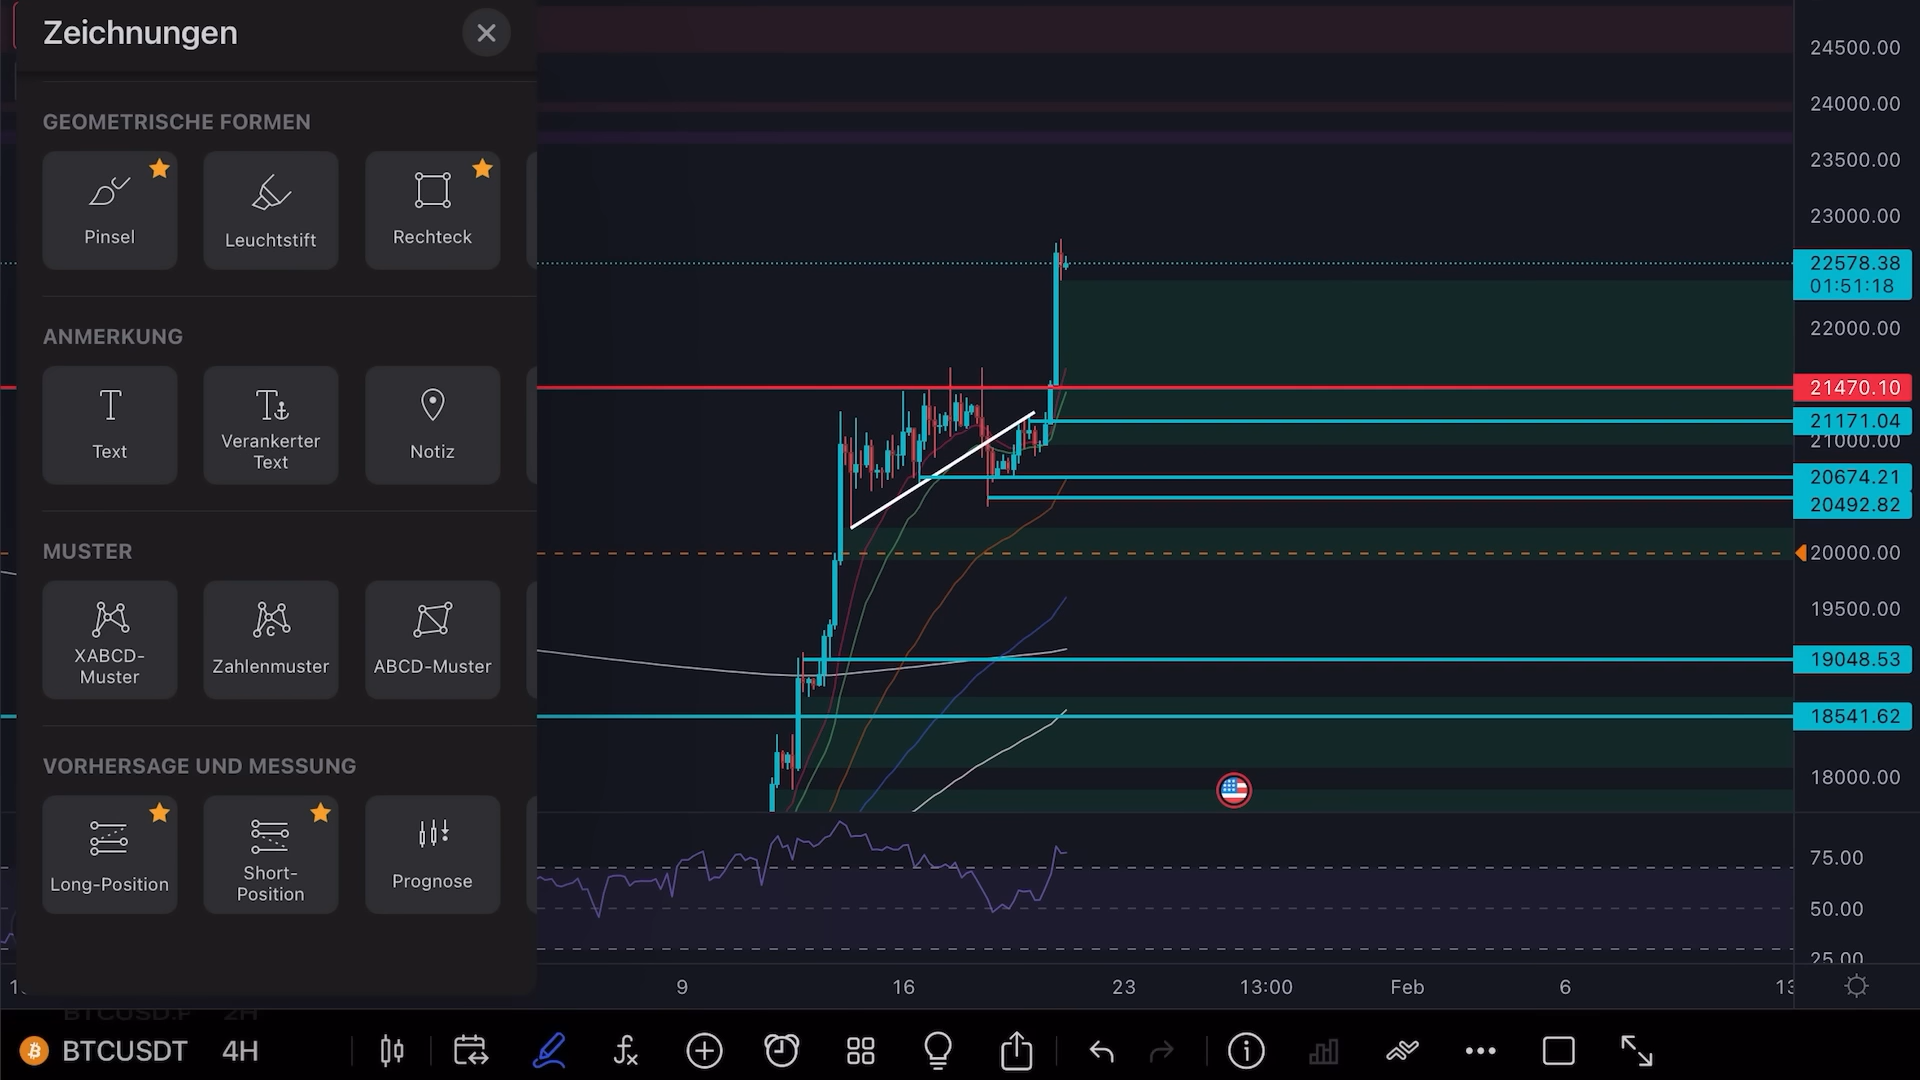 Zeichnungen
GEOMETRISCHE FORMEN
Pinsel
Leuchtstift
Rechteck
ANMERKUNG
Text
Verankerter
Text
Notiz
MUSTER
XABCD-
Muster
Zahlenmuster
ABCD-Muster
VORHERSAGE UND MESSUNG
Long-Position
Short-
Position
Prognose
24500.00
24000.00
23500.00
23000.00
22578.38
01:51:18
22000.00
21470.10
21171.04
21000.00
20674.21
20492.82
20000.00
19500.00
19048.53
18541.62
18000.00
75.00
50.00
25.00
9
16
23
13:00
Feb
6
13
BTCUSD.P 2H
BTCUSDT 4H